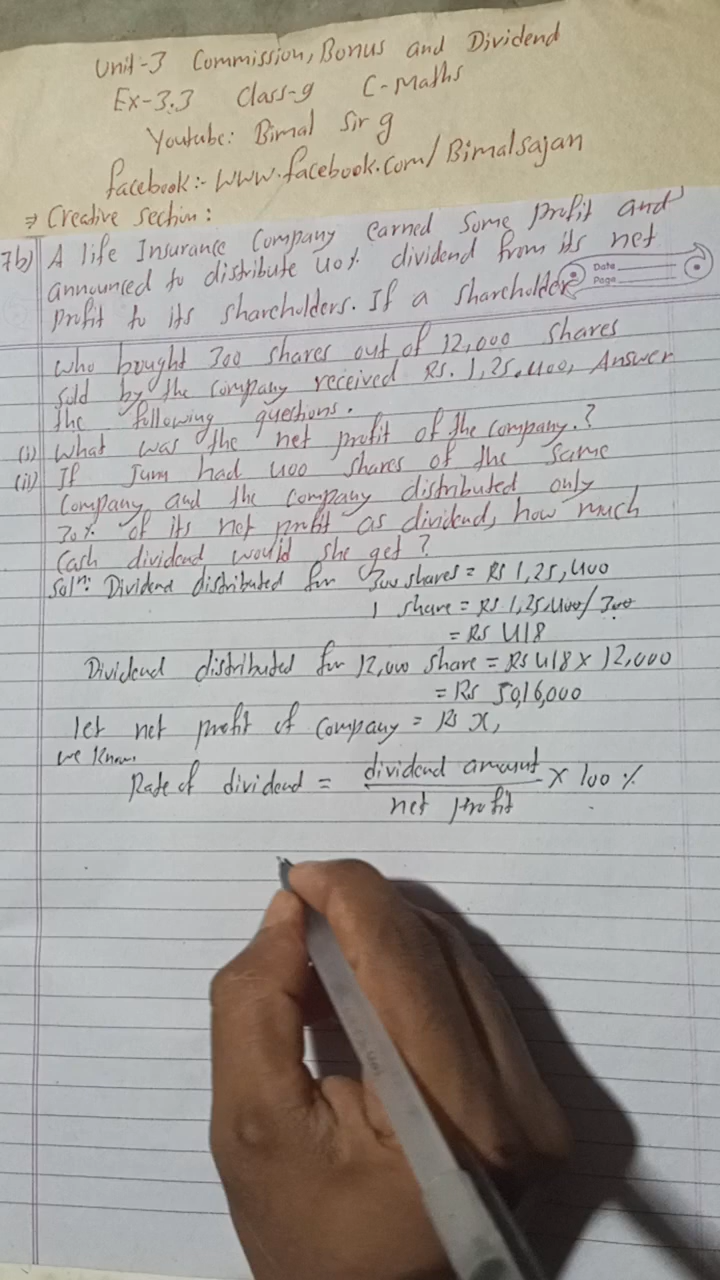 Unit-3 Commission, Bonus and Dividend
Ex-3.3 Class-9 C-Maths
Youtube: Bimal Sir g
facebook:- www.facebook.com/Bimalsajan
⇒ Creative section:
7b) A life Insurance Company earned some profit and
announced to distribute 40% dividend from its net
Date
Page
profit to its shareholders. If a shareholder
who bought 300 shares out of 12,000 shares
sold by the company received Rs. 1,25,400, Answer
the following questions.
(i) What was the net profit of the company.?
(ii) If had 400 shares of the same
Company and the company distributed only
30% of its net profit as dividend, how much
Cash dividend would she get?
Solⁿ: Dividend distributed for 300 shares = Rs 1,25,400
1 share = Rs 1,25,400/300
= Rs 418
Dividend distributed for 12,000 share = Rs 418 × 12,000
= Rs 50,16,000
let net profit of Company = Rs x,
we know.
Rate of dividend = dividend amount × 100 %
net profit